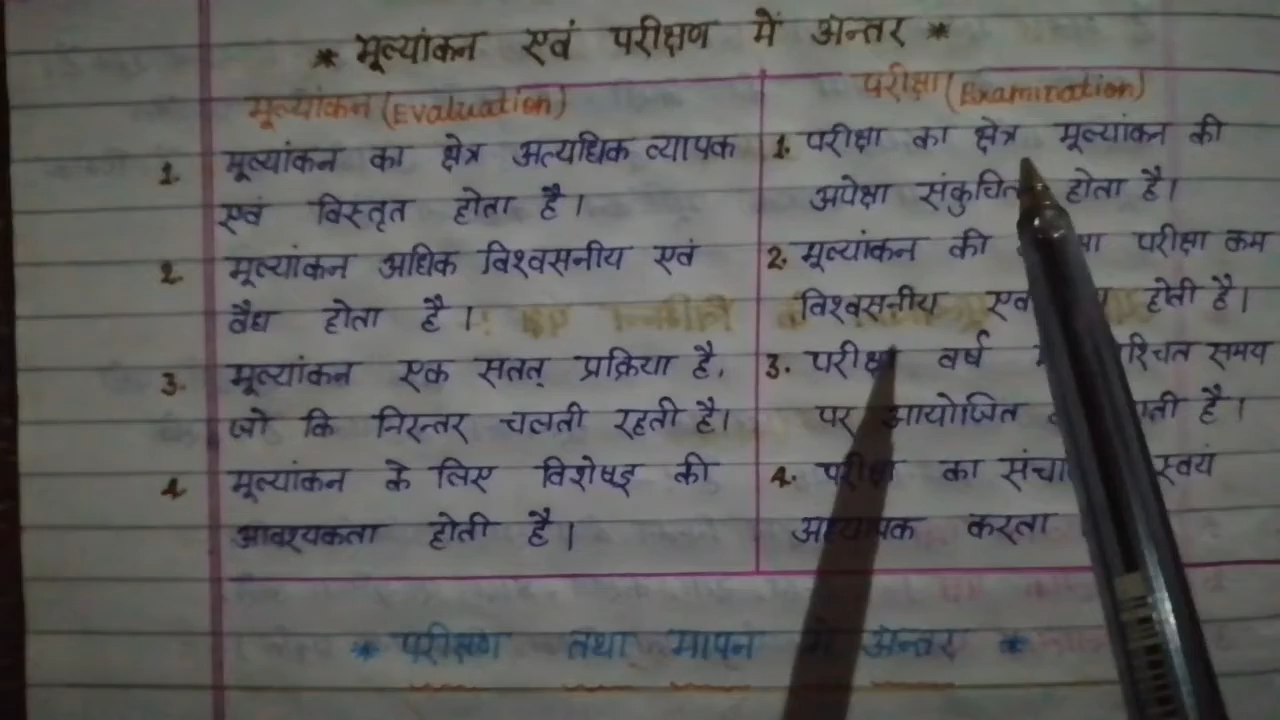 * मूल्यांकन एवं परीक्षण में अन्तर *
मूल्यांकन (Evaluation)
1. मूल्यांकन का क्षेत्र अत्यधिक व्यापक
एवं विस्तृत होता है।
2. मूल्यांकन अधिक विश्वसनीय एवं
वैध होता है।
3. मूल्यांकन एक सतत् प्रक्रिया है,
जो कि निरन्तर चलती रहती है।
4. मूल्यांकन के लिए विशेषज्ञ की
आवश्यकता होती है।
परीक्षा (Examination)
1. परीक्षा का क्षेत्र मूल्यांकन की
अपेक्षा संकुचित होता है।
2. मूल्यांकन की परीक्षा कम
विश्वसनीय एवं होती है।
3. परीक्षा वर्ष समय
पर आयोजित है।
4. परीक्षा का स्वयं
अध्यापक करता
* परीक्षण तथा मापन में अन्तर *